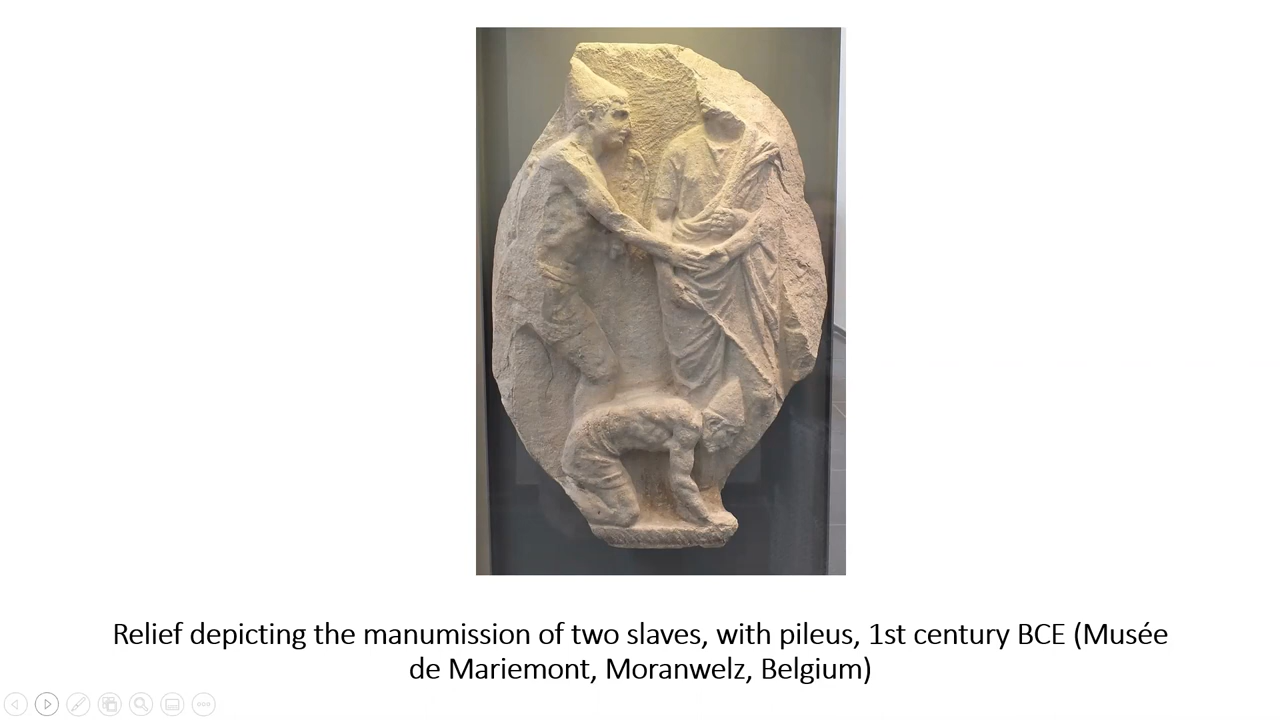 Relief depicting the manumission of two slaves, with pileus, 1st century BCE (Musée
de Mariemont, Moranwelz, Belgium)